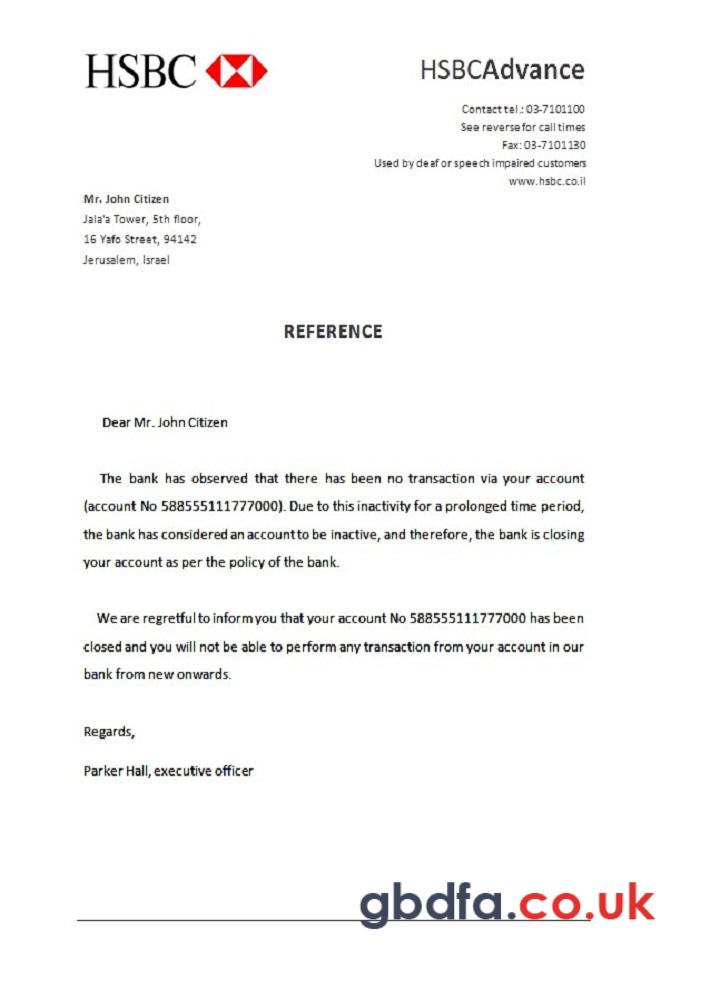 HSBC
HSBCAdvance
Contact tel.: 03-7101100
See reverse for call times
Fax: 03-7101130
Used by deaf or speech impaired customers
www.hsbc.co.il
Mr. John Citizen
Jala'a Tower, 5th floor,
16 Yafo Street, 94142
Jerusalem, Israel
REFERENCE
Dear Mr. John Citizen
The bank has observed that there has been no transaction via your account
(account No 588555111777000). Due to this inactivity for a prolonged time period,
the bank has considered an account to be inactive, and therefore, the bank is closing
your account as per the policy of the bank.
We are regretful to inform you that your account No 588555111777000 has been
closed and you will not be able to perform any transaction from your account in our
bank from new onwards.
Regards,
Parker Hall, executive officer
gbdfa.co.uk